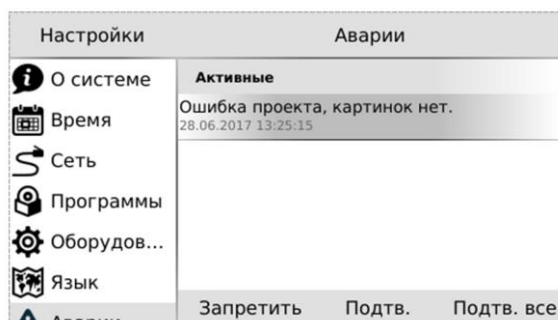 Настройки
Аварии
О системе
Время
Сеть
Программы
Оборудов...
Язык
Аварии
Активные
Ошибка проекта, картинок нет.
28.06.2017 13:25:15
Запретить
Подтв.
Подтв. все